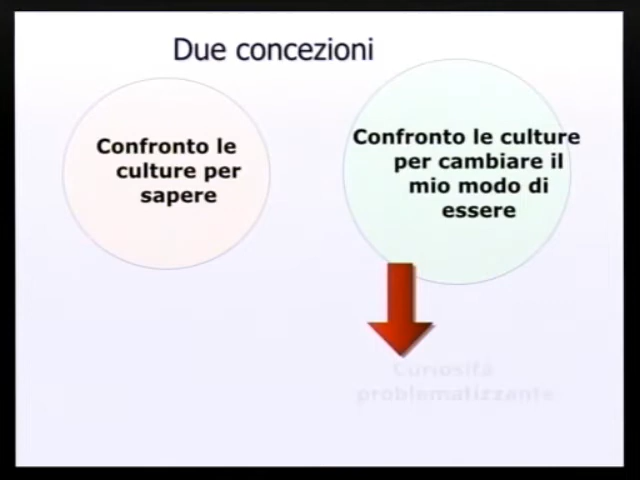 Due concezioni
Confronto le
culture per
sapere
Confronto le culture
per cambiare il
mio modo di
essere
Curiosità
problematizzante